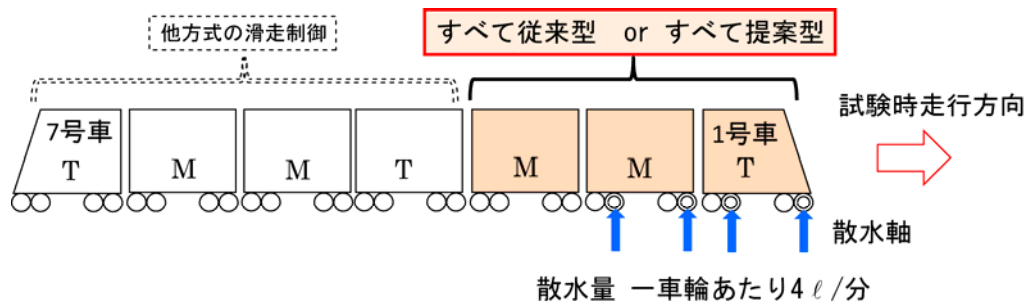 他方式の滑走制御
すべて従来型 or すべて提案型
試験時走行方向
7号車
1号車
T M M T M M T
散水軸
散水量 一車輪あたり4ℓ/分